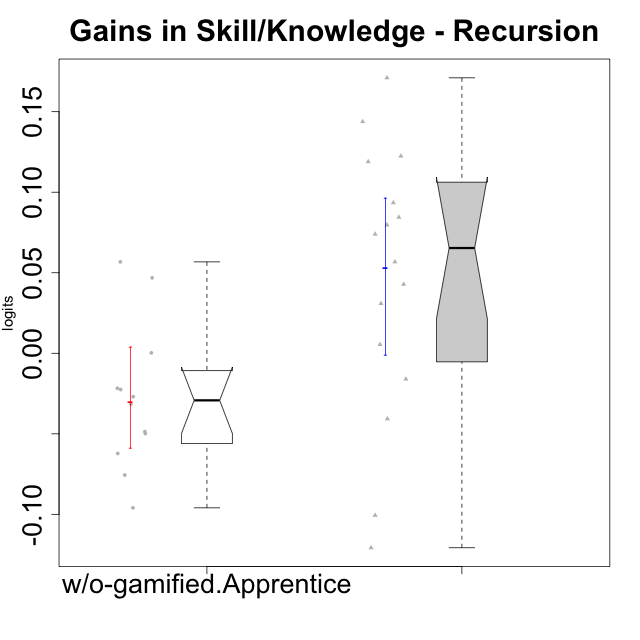 Gains in Skill/Knowledge - Recursion
0.15
0.10
0.05
0.00
-0.10
logits
w/o-gamified.Apprentice